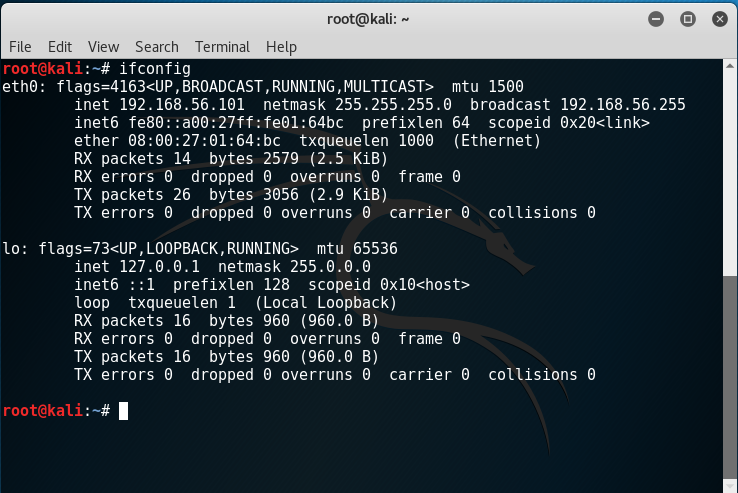 root@kali: ~
File Edit View Search Terminal Help
root@kali:~# ifconfig
eth0: flags=4163<UP,BROADCAST,RUNNING,MULTICAST>  mtu 1500
        inet 192.168.56.101  netmask 255.255.255.0  broadcast 192.168.56.255
        inet6 fe80::a00:27ff:fe01:64bc  prefixlen 64  scopeid 0x20<link>
        ether 08:00:27:01:64:bc  txqueuelen 1000  (Ethernet)
        RX packets 14  bytes 2579 (2.5 KiB)
        RX errors 0  dropped 0  overruns 0  frame 0
        TX packets 26  bytes 3056 (2.9 KiB)
        TX errors 0  dropped 0 overruns 0  carrier 0  collisions 0
lo: flags=73<UP,LOOPBACK,RUNNING>  mtu 65536
        inet 127.0.0.1  netmask 255.0.0.0
        inet6 ::1  prefixlen 128  scopeid 0x10<host>
        loop  txqueuelen 1  (Local Loopback)
        RX packets 16  bytes 960 (960.0 B)
        RX errors 0  dropped 0  overruns 0  frame 0
        TX packets 16  bytes 960 (960.0 B)
        TX errors 0  dropped 0 overruns 0  carrier 0  collisions 0
root@kali:~#